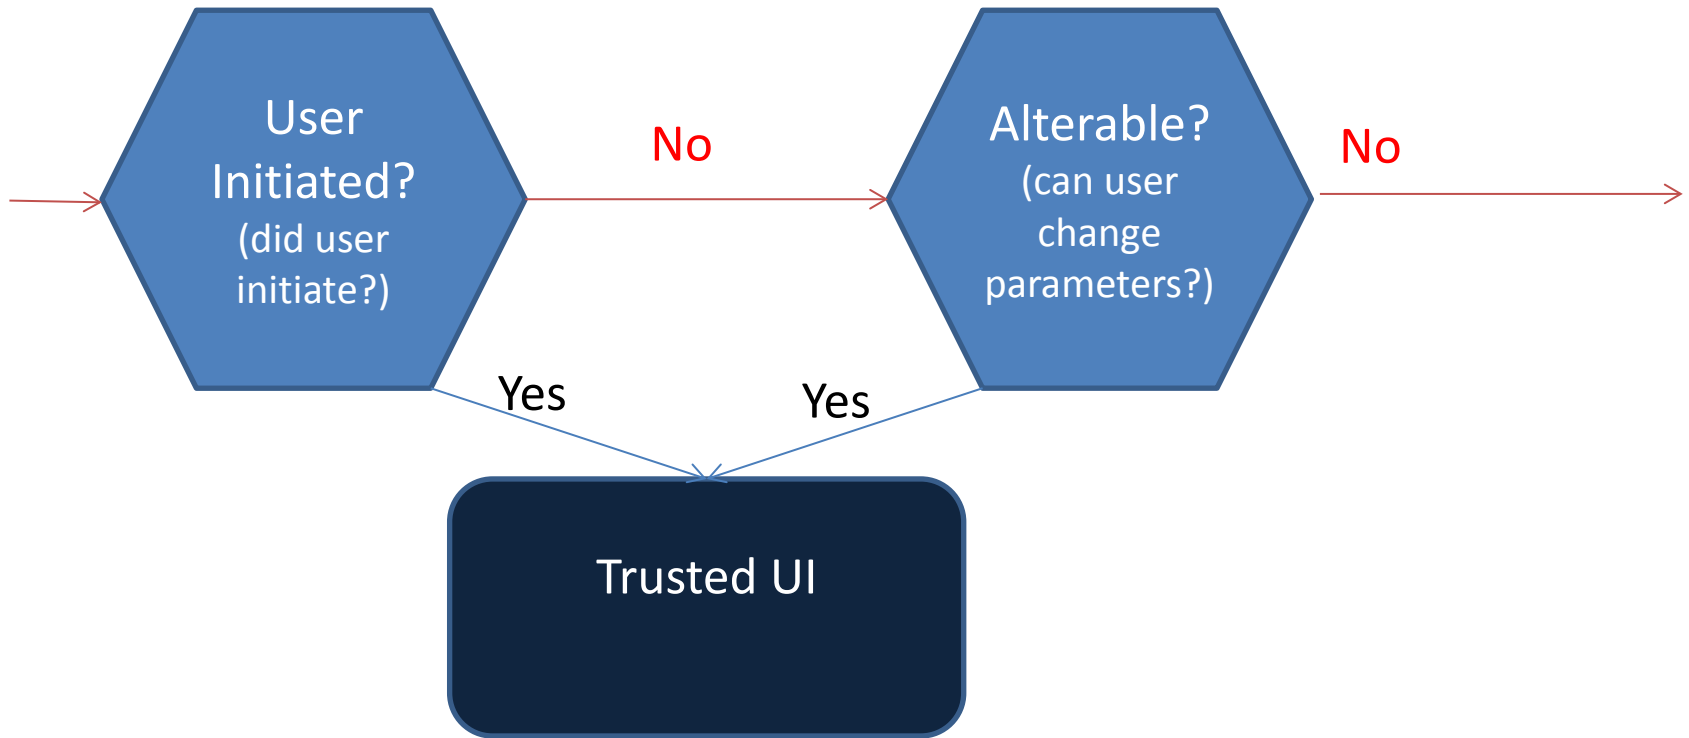 User
Initiated?
(did user
initiate?)
No
Alterable?
(can user
change
parameters?)
No
Yes
Yes
Trusted UI